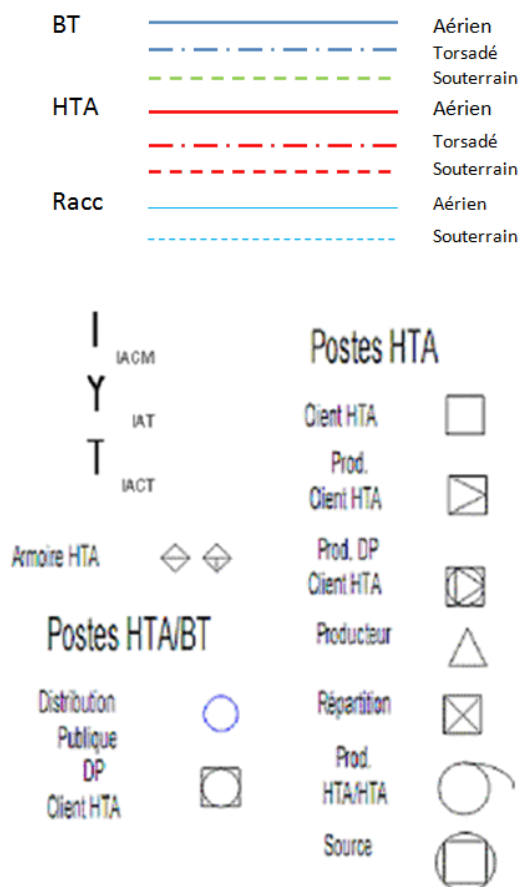 BT
Aérien
Torsadé
Souterrain
HTA
Aérien
Torsadé
Souterrain
Racc
Aérien
Souterrain
IACM
IAT
IACT
Armoire HTA
Postes HTA/BT
Distribution
Publique
DP
Client HTA
Postes HTA
Client HTA
Prod.
Client HTA
Prod. DP
Client HTA
Producteur
Répartition
Prod.
HTA/HTA
Source